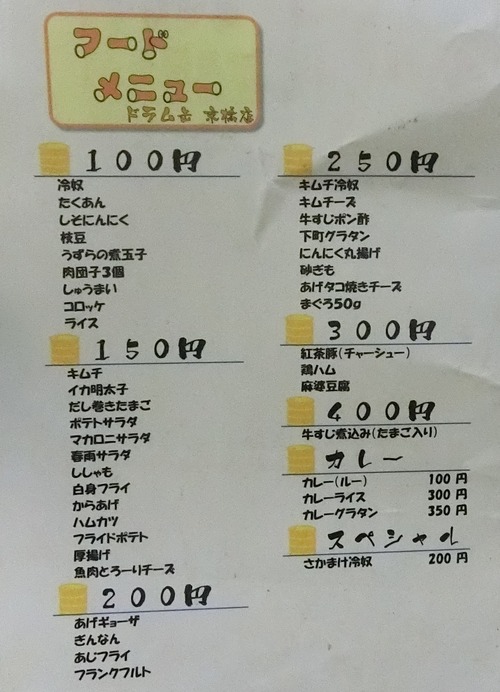 フード
メニュー
ドラム缶 京橋店
100円
冷奴
たくあん
しそにんにく
枝豆
うずらの煮玉子
肉団子3個
しゅうまい
コロッケ
ライス
150円
キムチ
イカ明太子
だし巻きたまご
ポテトサラダ
マカロニサラダ
春雨サラダ
ししゃも
白身フライ
からあげ
ハムカツ
フライドポテト
厚揚げ
魚肉とろーりチーズ
200円
あげギョーザ
ぎんなん
あじフライ
フランクフルト
250円
キムチ冷奴
キムチーズ
牛すじポン酢
下町グラタン
にんにく丸揚げ
砂ぎも
あげタコ焼きチーズ
まぐろ50g
300円
紅茶豚(チャーシュー)
鶏ハム
麻婆豆腐
400円
牛すじ煮込み(たまご入り)
カレー
カレー(ルー) 100円
カレーライス 300円
カレーグラタン 350円
スペシャル
さかまけ冷奴 200円